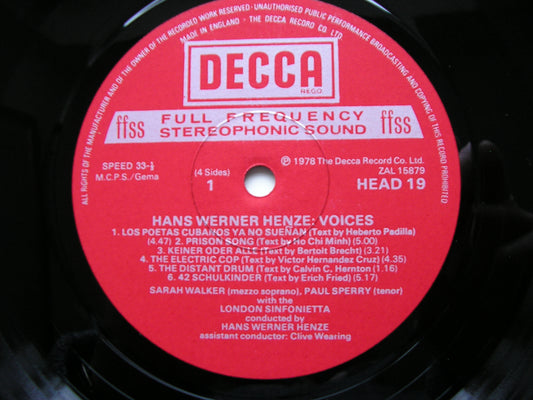 ALL RIGHTS OF THE MANUFACTURER AND OF THE OWNER OF THE RECORDED WORK RESERVED · UNAUTHORISED PUBLIC PERFORMANCE BROADCASTING AND COPYING OF THIS RECORD PROHIBITED
MADE IN ENGLAND · THE DECCA RECORD CO LTD
DECCA
REGD.
ffss FULL FREQUENCY ffss
STEREOPHONIC SOUND
SPEED 33⅓
M.C.P.S./Gema
(4 Sides)
1
℗ 1978 The Decca Record Co. Ltd.
ZAL 15879
HEAD 19
HANS WERNER HENZE: VOICES
1. LOS POETAS CUBANOS YA NO SUEÑAN (Text by Heberto Padilla)
(4.47) 2. PRISON SONG (Text by Ho Chi Minh) (5.00)
3. KEINER ODER ALLE (Text by Bertolt Brecht) (3.20)
4. THE ELECTRIC COP (Text by Victor Hernandez Cruz) (4.35)
5. THE DISTANT DRUM (Text by Calvin C. Hernton) (1.16)
6. 42 SCHULKINDER (Text by Erich Fried) (5.17)
SARAH WALKER (mezzo soprano), PAUL SPERRY (tenor)
with the
LONDON SINFONIETTA
conducted by
HANS WERNER HENZE
assistant conductor: Clive Wearing